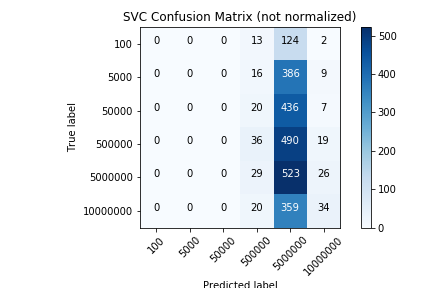 SVC Confusion Matrix (not normalized)
100 0 0 0 13 124 2
5000 0 0 0 16 386 9
50000 0 0 0 20 436 7
500000 0 0 0 36 490 19
5000000 0 0 0 29 523 26
10000000 0 0 0 20 359 34
True label
100 5000 50000 500000 5000000 10000000
Predicted label
500
400
300
200
100
0